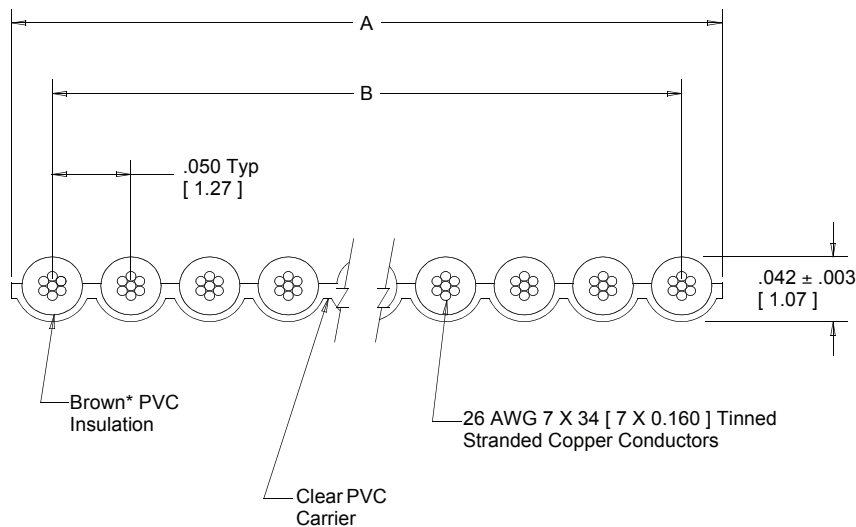 A
B
.050 Typ
[ 1.27 ]
.042 ± .003
[ 1.07 ]
Brown* PVC
Insulation
26 AWG 7 X 34 [ 7 X 0.160 ] Tinned
Stranded Copper Conductors
Clear PVC
Carrier